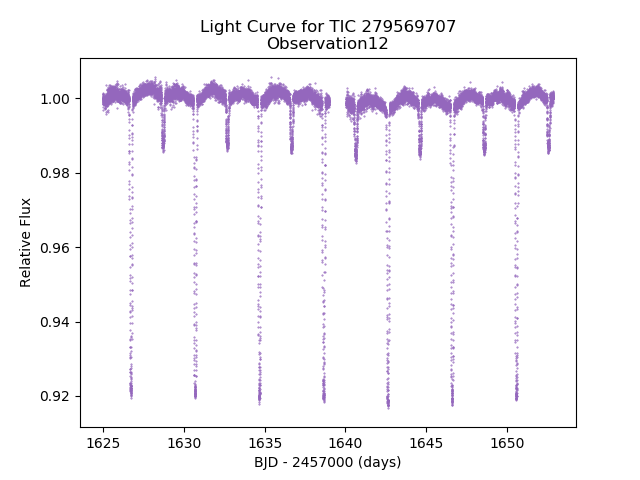 Light Curve for TIC 279569707
Observation12
Relative Flux
1.00
0.98
0.96
0.94
0.92
1625
1630
1635
1640
1645
1650
BJD - 2457000 (days)